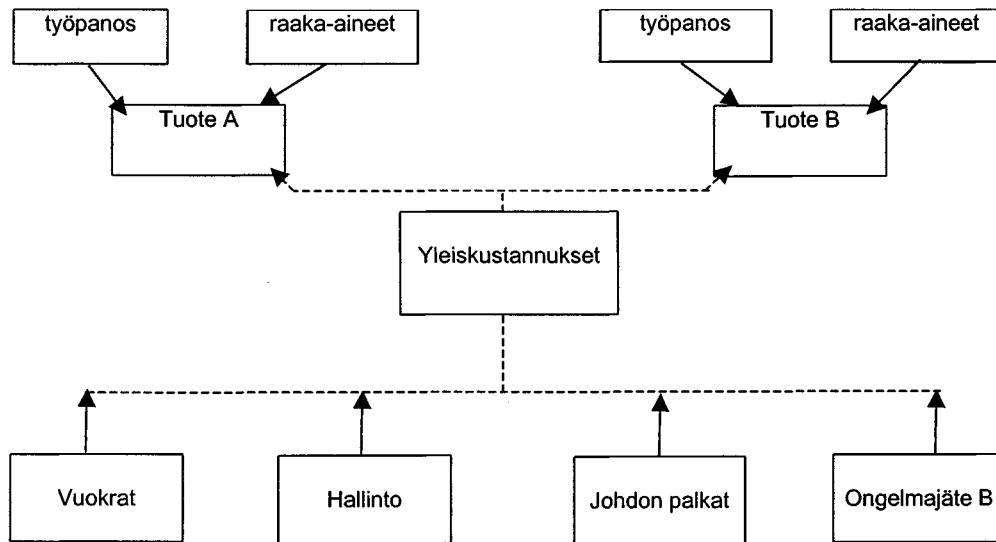 työpanos
raaka-aineet
työpanos
raaka-aineet
Tuote A
Tuote B
Yleiskustannukset
Vuokrat
Hallinto
Johdon palkat
Ongelmajäte B